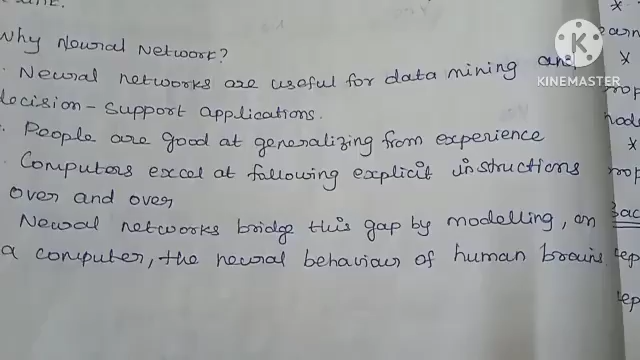 Why Neural Network?
Neural networks are useful for data mining and
decision - support applications.
People are good at generalizing from experience
Computers excel at following explicit instructions
over and over
Neural networks bridge this gap by modelling, on
a computer, the neural behaviour of human brains.
KINEMASTER